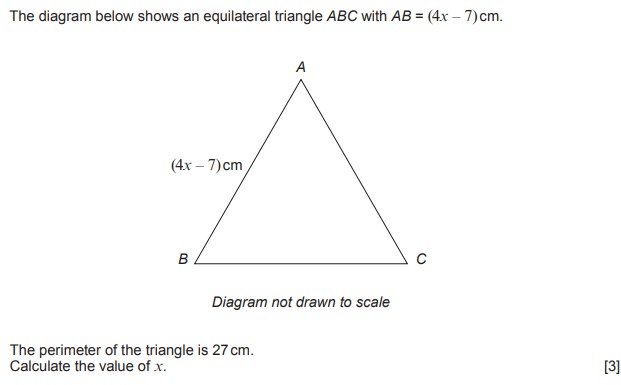 The diagram below shows an equilateral triangle ABC with AB = (4x – 7) cm.
A
(4x – 7) cm
B
C
Diagram not drawn to scale
The perimeter of the triangle is 27 cm.
Calculate the value of x.
[3]